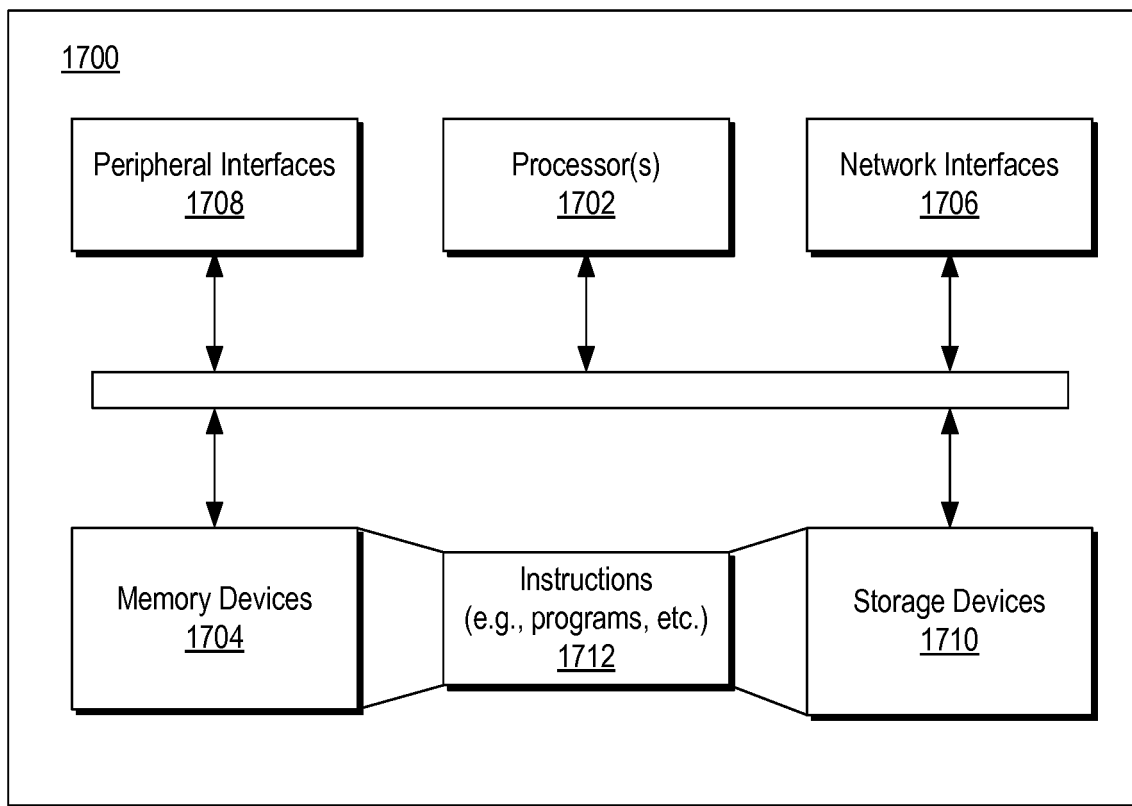 1700
Peripheral Interfaces
1708
Processor(s)
1702
Network Interfaces
1706
Memory Devices
1704
Instructions
(e.g., programs, etc.)
1712
Storage Devices
1710